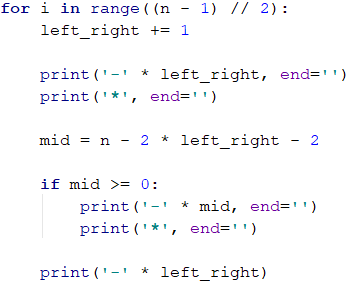 for i in range((n - 1) // 2):
    left_right += 1

    print('-' * left_right, end='')
    print('*', end='')

    mid = n - 2 * left_right - 2

    if mid >= 0:
        print('-' * mid, end='')
        print('*', end='')

    print('-' * left_right)